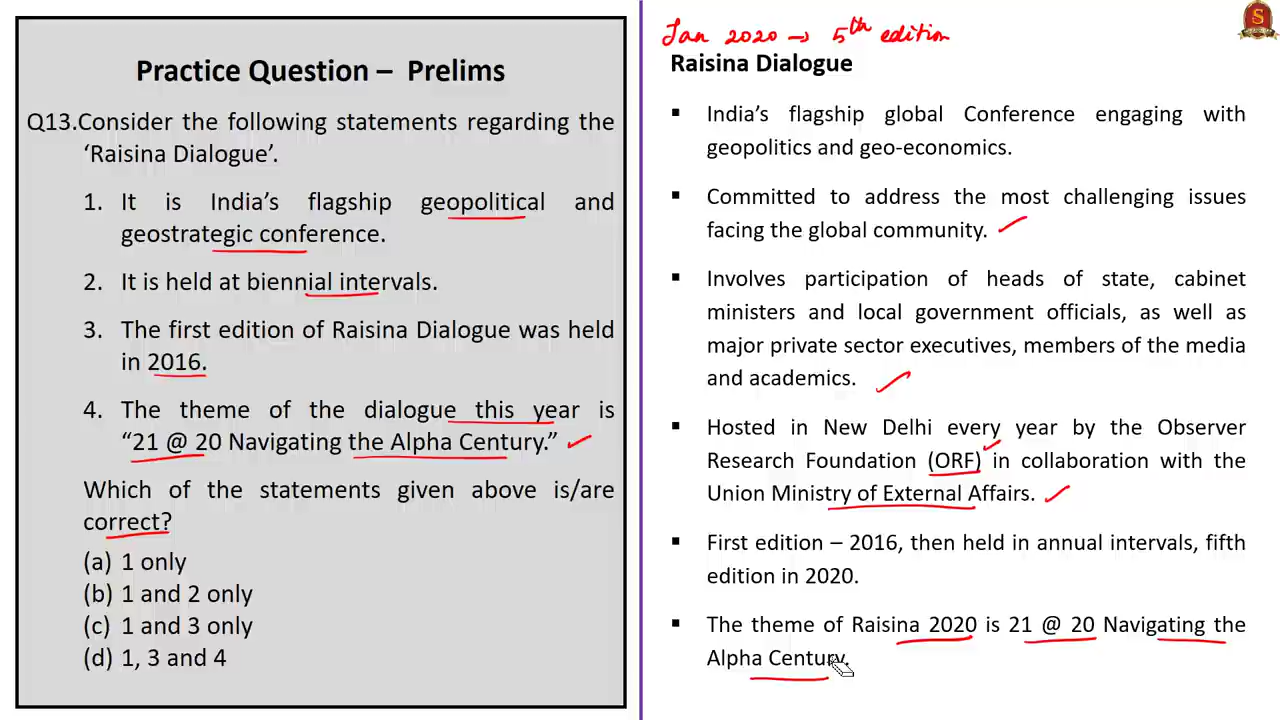 Practice Question – Prelims
Q13.Consider the following statements regarding the
‘Raisina Dialogue’.
1. It is India’s flagship geopolitical and
geostrategic conference.
2. It is held at biennial intervals.
3. The first edition of Raisina Dialogue was held
in 2016.
4. The theme of the dialogue this year is
“21 @ 20 Navigating the Alpha Century.”
Which of the statements given above is/are
correct?
(a) 1 only
(b) 1 and 2 only
(c) 1 and 3 only
(d) 1, 3 and 4
Jan 2020 → 5th edition
Raisina Dialogue
▪ India’s flagship global Conference engaging with
geopolitics and geo-economics.
▪ Committed to address the most challenging issues
facing the global community.
▪ Involves participation of heads of state, cabinet
ministers and local government officials, as well as
major private sector executives, members of the media
and academics.
▪ Hosted in New Delhi every year by the Observer
Research Foundation (ORF) in collaboration with the
Union Ministry of External Affairs.
▪ First edition – 2016, then held in annual intervals, fifth
edition in 2020.
▪ The theme of Raisina 2020 is 21 @ 20 Navigating the
Alpha Century.
S